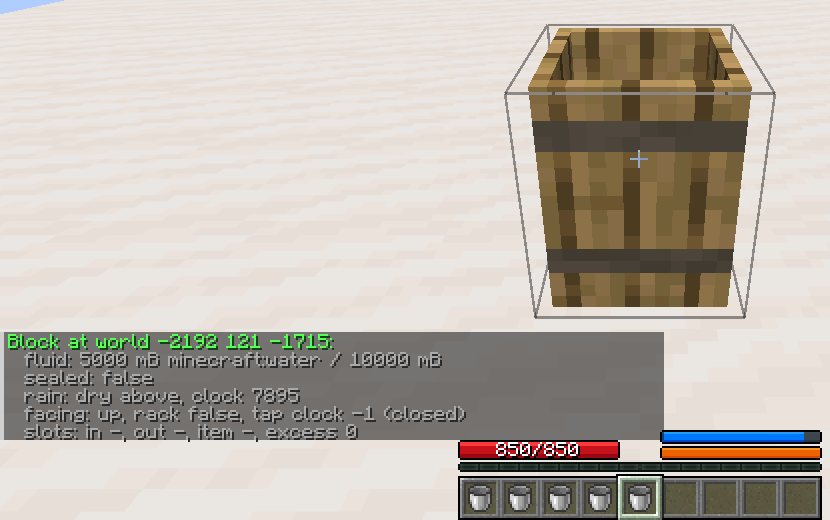 Block at world -2192 121 -1715:
fluid: 5000 mB minecraft:water / 10000 mB
sealed: false
rain: dry above, clock 7895
facing: up, rack false, tap clock -1 (closed)
slots: in -, out -, item -, excess 0
850/850